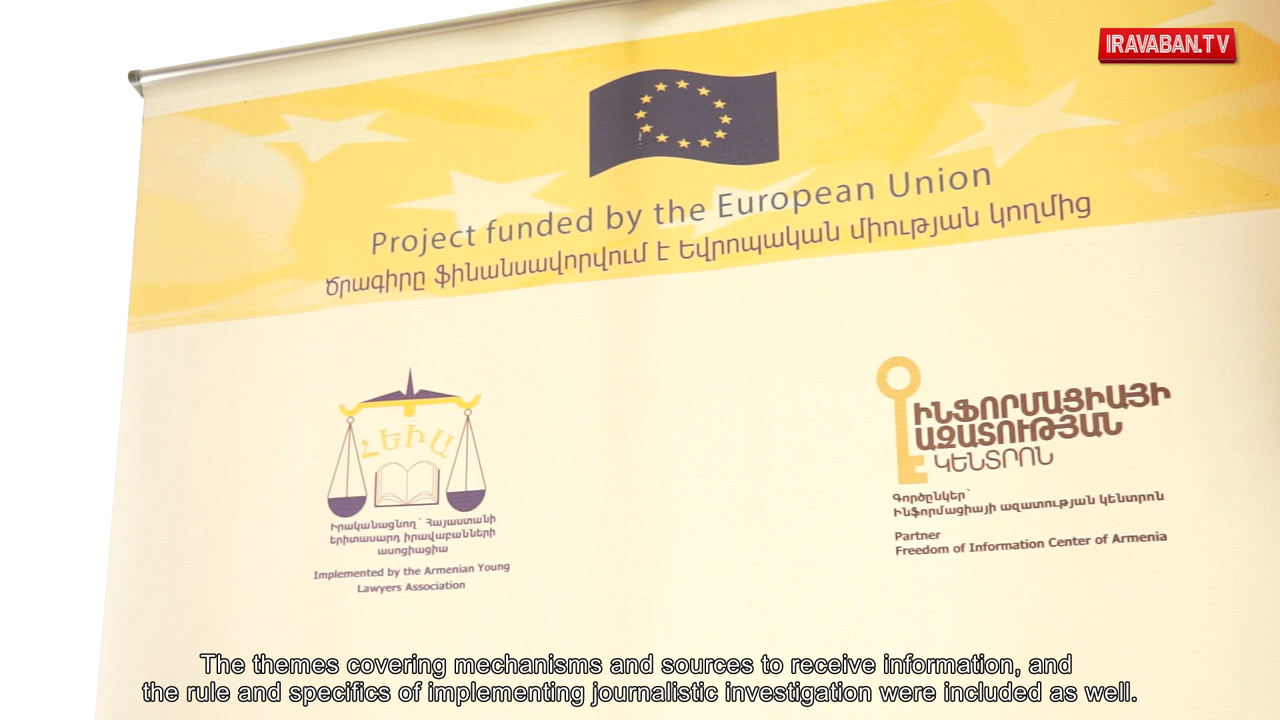 IRAVABAN.TV
Project funded by the European Union
Ծրագիրը ֆինանսավորվում է Եվրոպական միության կողմից
ՀԵԻԱ
Իրականացնող՝ Հայաստանի
երիտասարդ իրավաբանների
ասոցիացիա
Implemented by the Armenian Young
Lawyers Association
ԻՆՖՈՐՄԱՑԻԱՅԻ
ԱԶԱՏՈՒԹՅԱՆ
ԿԵՆՏՐՈՆ
Գործընկեր՝
Ինֆորմացիայի ազատության կենտրոն
Partner
Freedom of Information Center of Armenia
The themes covering mechanisms and sources to receive information, and
the rule and specifics of implementing journalistic investigation were included as well.